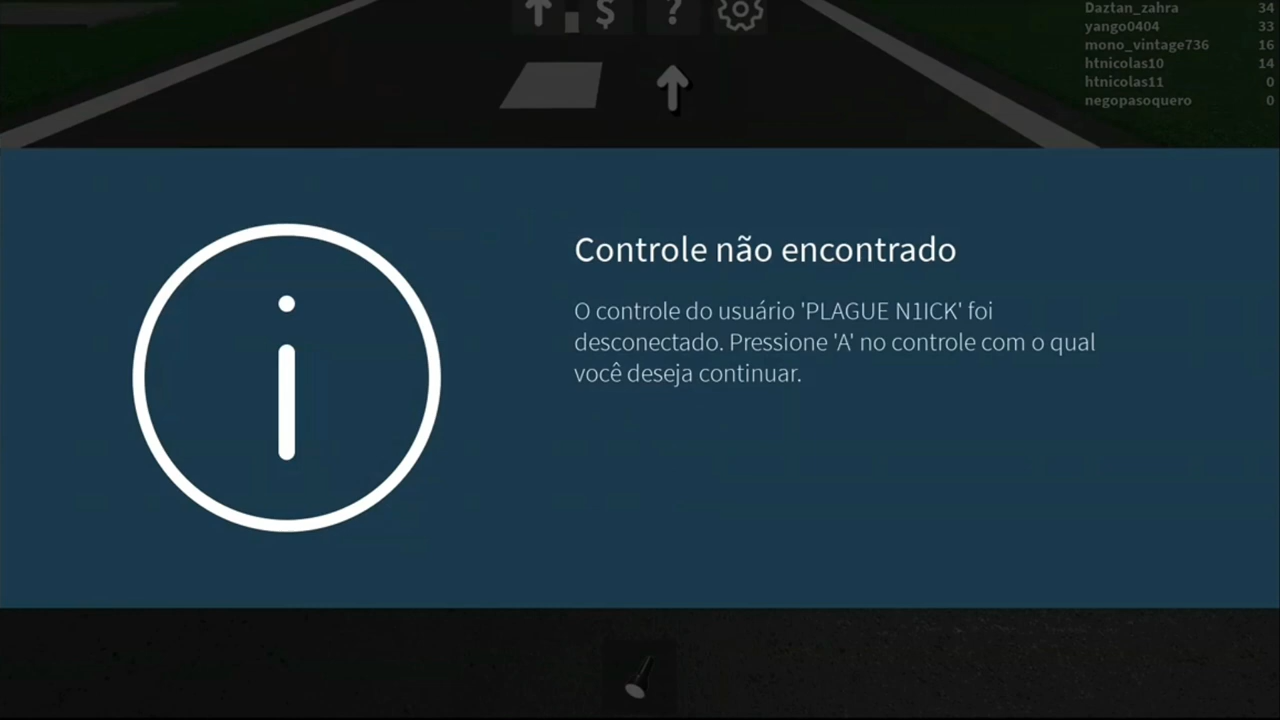 $ ?
Daztan_zahra 34
yango0404 33
mono_vintage736 16
htnicolas10 14
htnicolas11 0
negopasoquero 0
Controle não encontrado
O controle do usuário 'PLAGUE N1ICK' foi
desconectado. Pressione 'A' no controle com o qual
você deseja continuar.